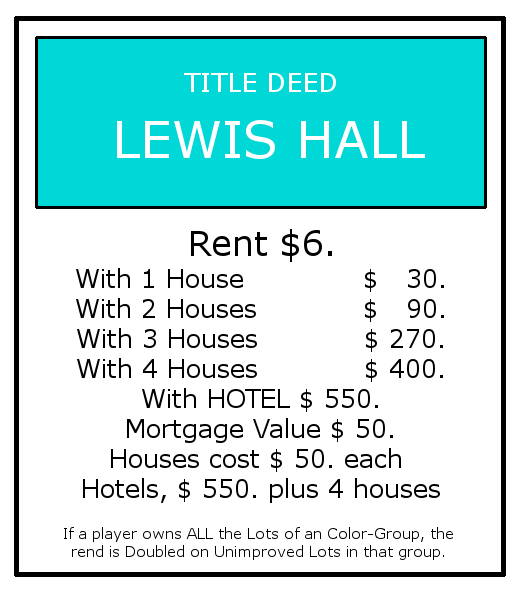 TITLE DEED
LEWIS HALL
Rent $6.
With 1 House $ 30.
With 2 Houses $ 90.
With 3 Houses $ 270.
With 4 Houses $ 400.
With HOTEL $ 550.
Mortgage Value $ 50.
Houses cost $ 50. each
Hotels, $ 550. plus 4 houses
If a player owns ALL the Lots of an Color-Group, the
rend is Doubled on Unimproved Lots in that group.